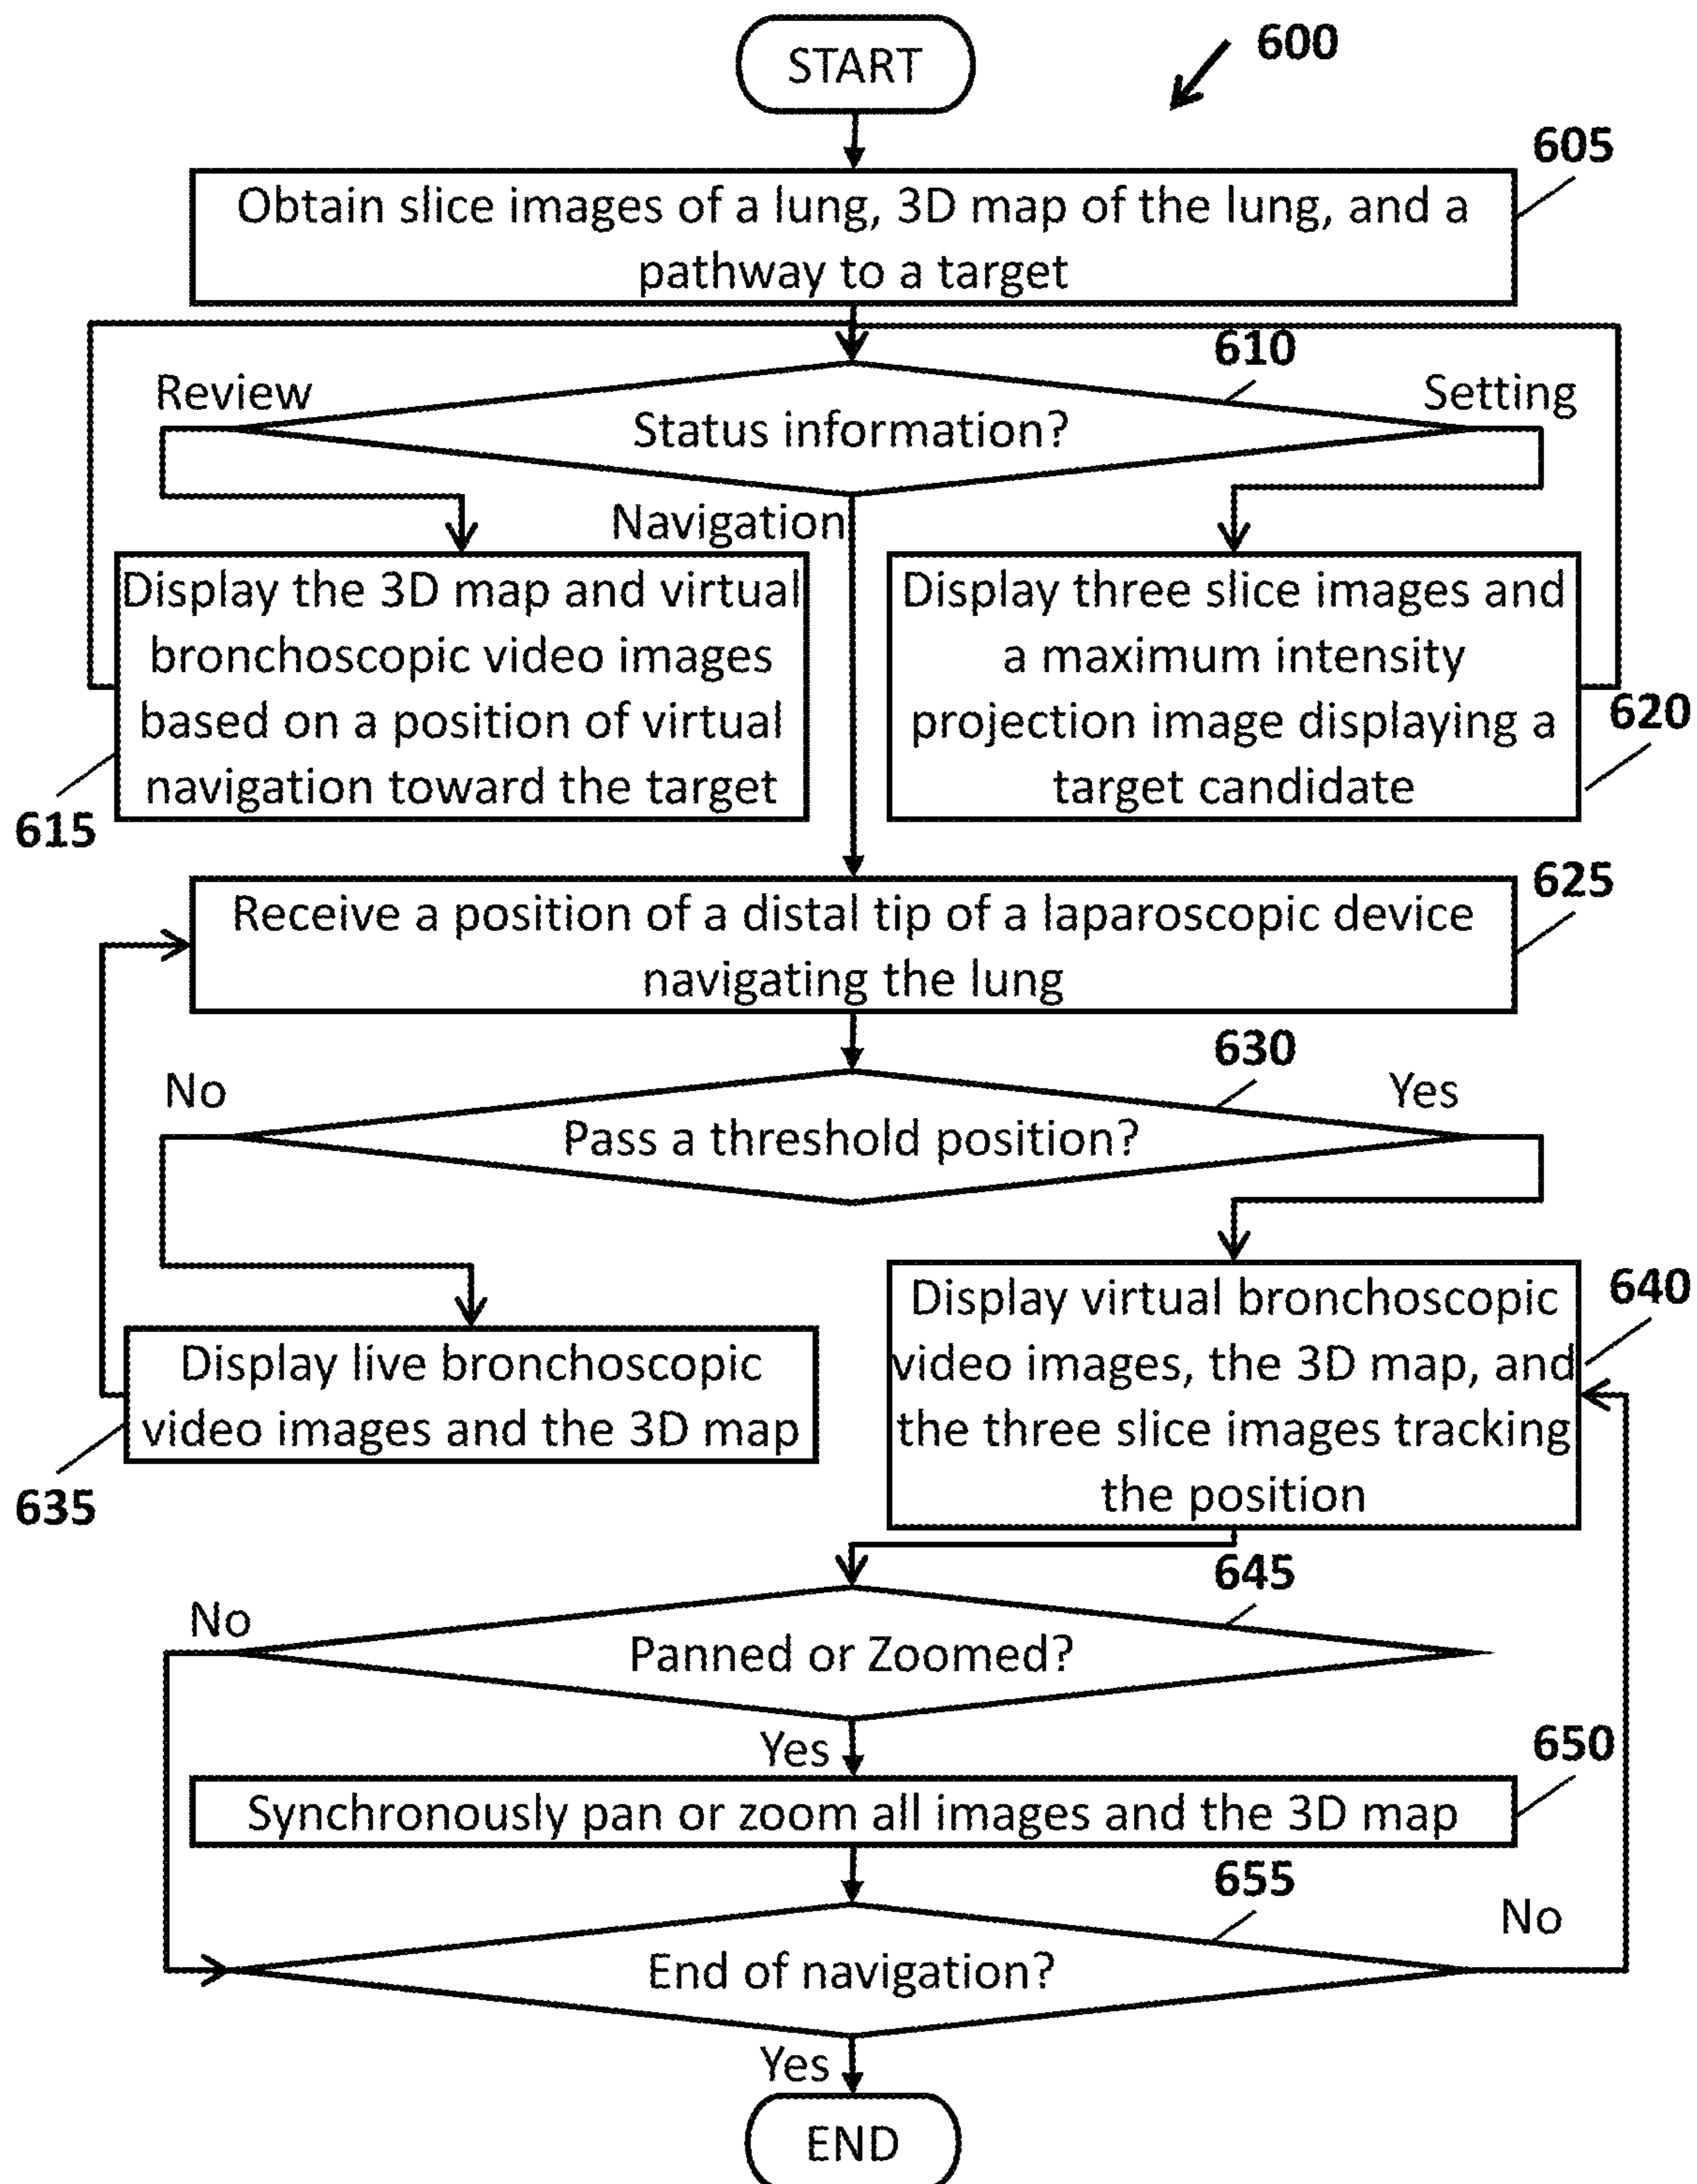 START
600
605
Obtain slice images of a lung, 3D map of the lung, and a
pathway to a target
610
Review
Setting
Status information?
Navigation
Display the 3D map and virtual
bronchoscopic video images
based on a position of virtual
navigation toward the target
615
Display three slice images and
a maximum intensity
projection image displaying a
target candidate
620
625
Receive a position of a distal tip of a laparoscopic device
navigating the lung
630
No
Yes
Pass a threshold position?
Display live bronchoscopic
video images and the 3D map
635
640
Display virtual bronchoscopic
video images, the 3D map, and
the three slice images tracking
the position
645
No
Panned or Zoomed?
Yes
650
Synchronously pan or zoom all images and the 3D map
655
No
End of navigation?
Yes
END